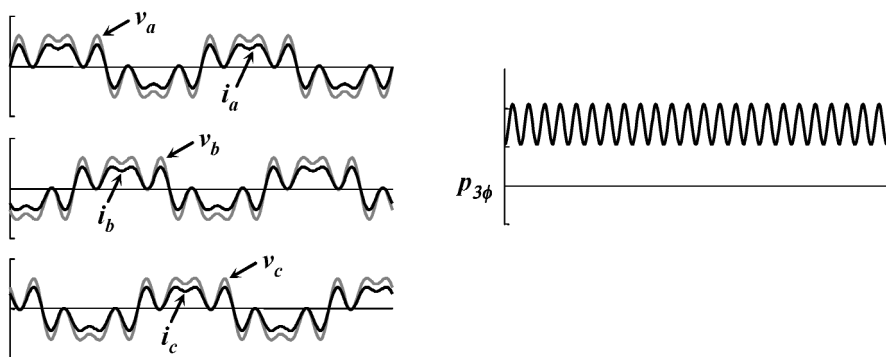 v_a
i_a
v_b
i_b
v_c
i_c
p_3ϕ